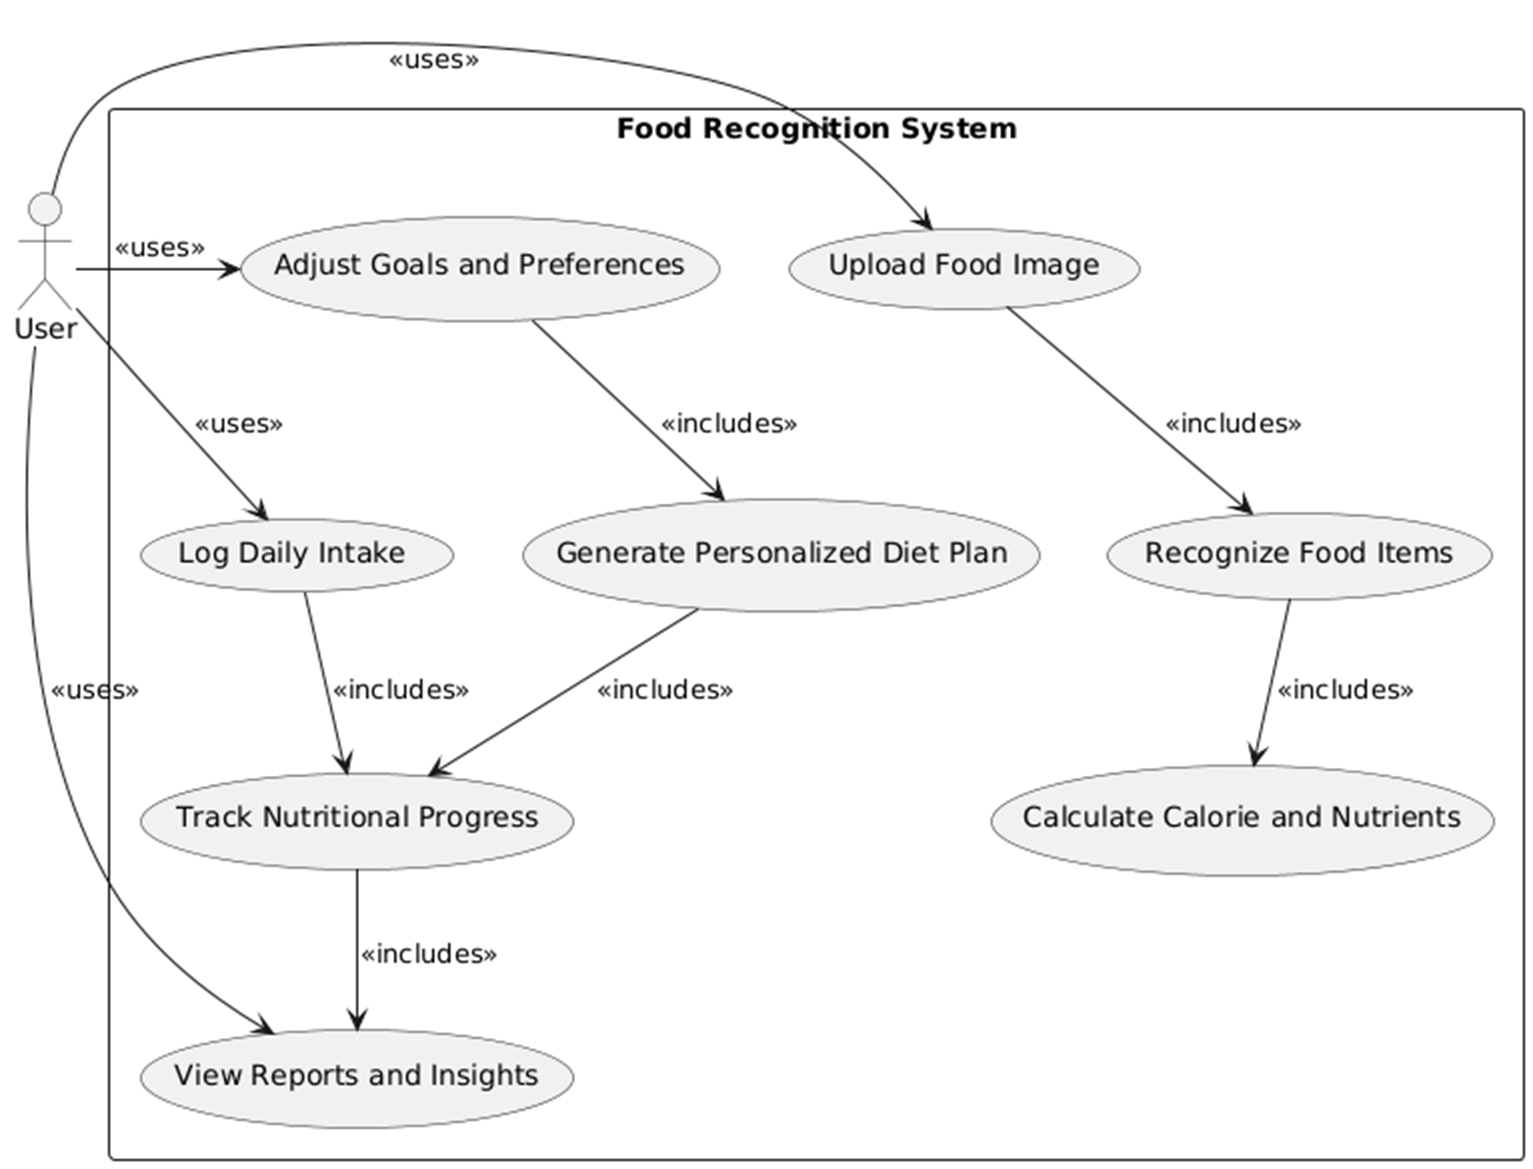 «uses»
Food Recognition System
«uses»
Adjust Goals and Preferences
Upload Food Image
User
«uses»
«includes»
«includes»
Log Daily Intake
Generate Personalized Diet Plan
Recognize Food Items
«uses»
«includes»
«includes»
«includes»
Track Nutritional Progress
Calculate Calorie and Nutrients
«includes»
View Reports and Insights